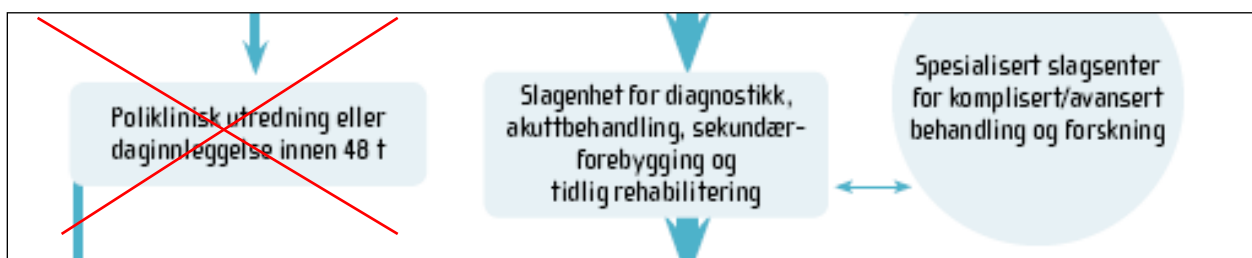 Poliklinisk utredning eller
daginnleggelse innen 48 t
Slagenhet for diagnostikk,
akuttbehandling, sekundær-
forebygging og
tidlig rehabilitering
Spesialisert slagsenter
for komplisert/avansert
behandling og forskning